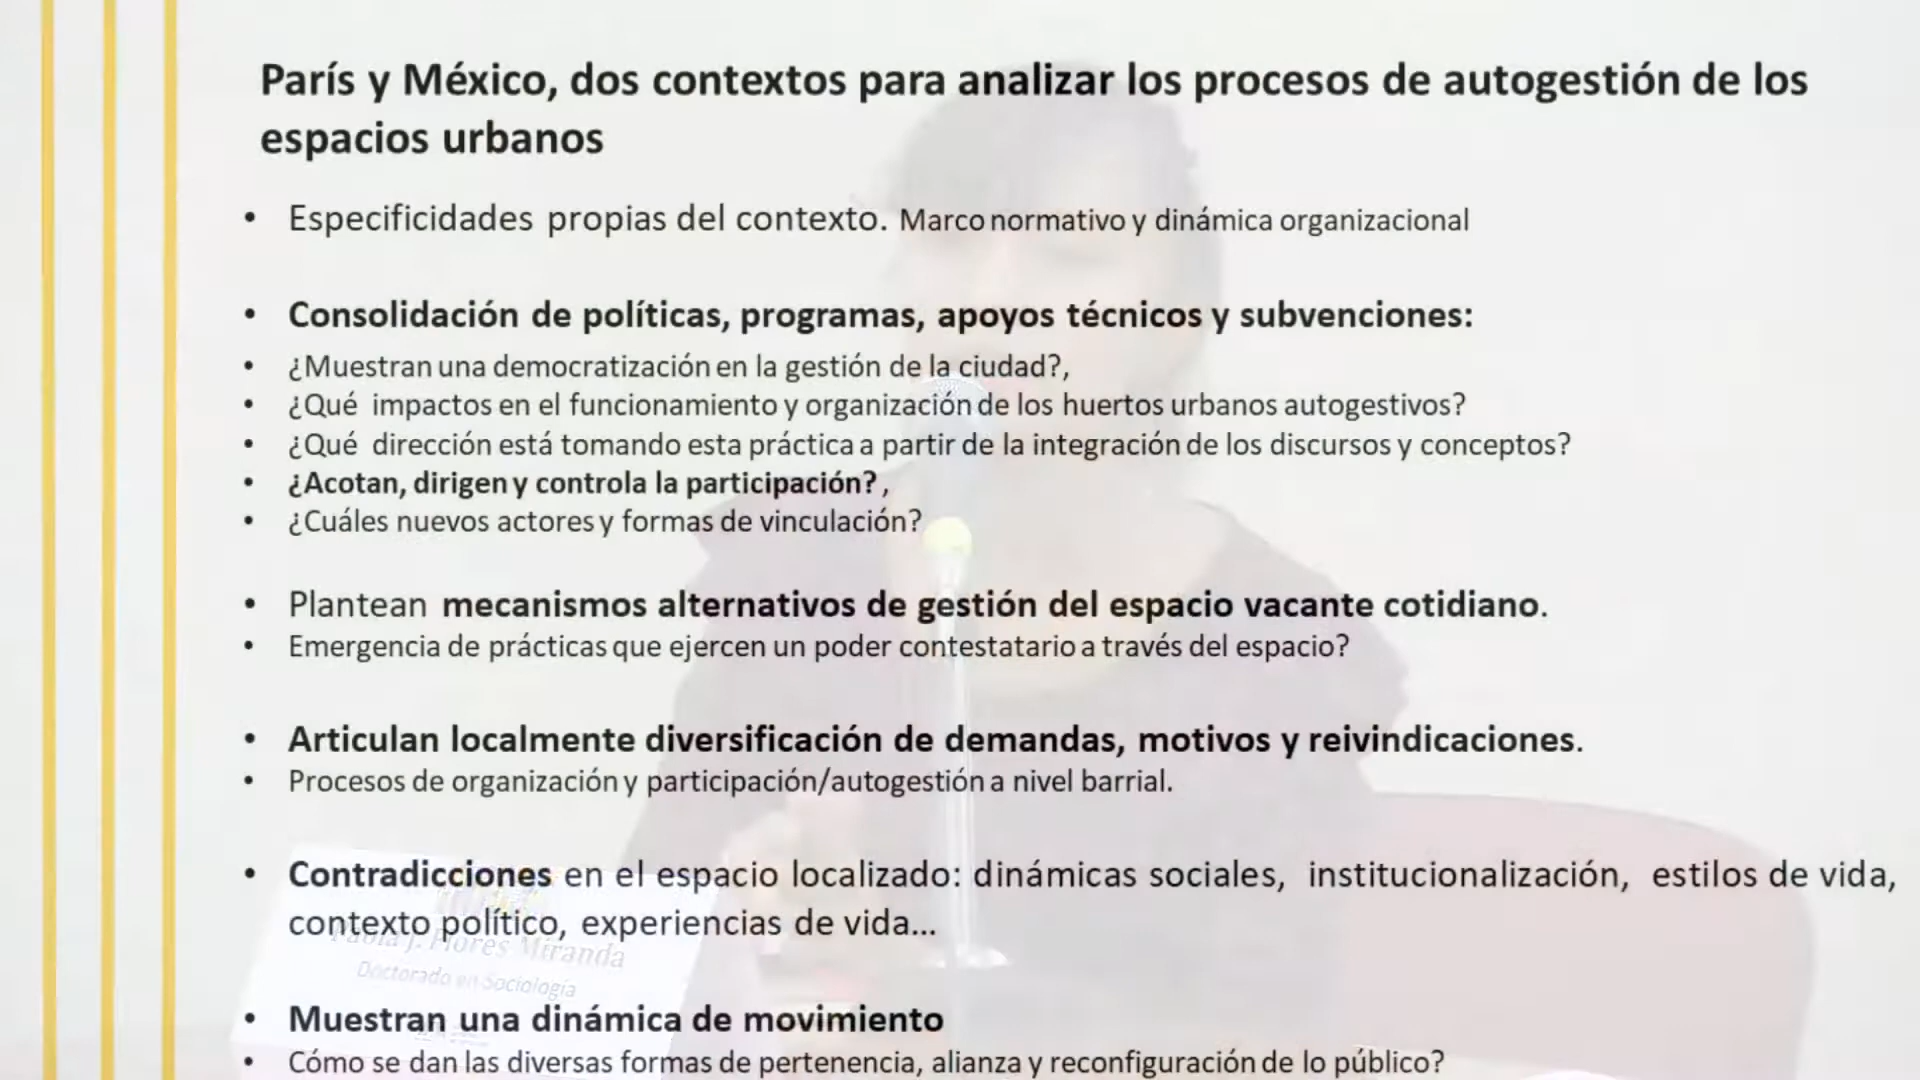 París y México, dos contextos para analizar los procesos de autogestión de los
espacios urbanos
• Especificidades propias del contexto. Marco normativo y dinámica organizacional
• Consolidación de políticas, programas, apoyos técnicos y subvenciones:
• ¿Muestran una democratización en la gestión de la ciudad?,
• ¿Qué impactos en el funcionamiento y organización de los huertos urbanos autogestivos?
• ¿Qué dirección está tomando esta práctica a partir de la integración de los discursos y conceptos?
• ¿Acotan, dirigen y controla la participación?,
• ¿Cuáles nuevos actores y formas de vinculación?
• Plantean mecanismos alternativos de gestión del espacio vacante cotidiano.
• Emergencia de prácticas que ejercen un poder contestatario a través del espacio?
• Articulan localmente diversificación de demandas, motivos y reivindicaciones.
• Procesos de organización y participación/autogestión a nivel barrial.
• Contradicciones en el espacio localizado: dinámicas sociales, institucionalización, estilos de vida,
contexto político, experiencias de vida...
Paola J. Flores Miranda
Doctorado en Sociología
• Muestran una dinámica de movimiento
• Cómo se dan las diversas formas de pertenencia, alianza y reconfiguración de lo público?